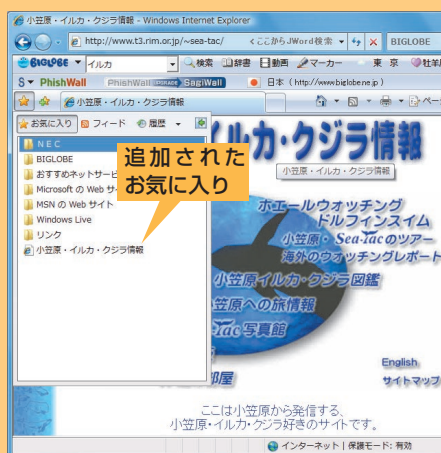 小笠原・イルカ・クジラ情報 - Windows Internet Explorer
http://www.t3.rim.or.jp/~sea-tac/
<ここからJWord検索
BIGLOBE
BIGLOBE
イルカ
検索
辞書
動画
マーカー
東京
牡羊
PhishWall
PhishWall UPGRADE SagiWall
日本 ( http://www.biglobe.ne.jp )
小笠原・イルカ・クジラ情報
ペー
お気に入り
フィード
履歴
NEC
BIGLOBE
おすすめネットサービ
Microsoft の Web サ
MSN の Web サイト
Windows Live
リンク
小笠原・イルカ・クジラ情報
追加された
お気に入り
イルカ・クジラ情報
小笠原・イルカ・クジラ情報
ホエールウォッチング
ドルフィンスイム
小笠原・Sea-Tacのツアー
海外のウォッチングレポート
小笠原イルカ・クジラ図鑑
笠原への旅情報
Tac写真館
部屋
English
サイトマップ
ここは小笠原から発信する、
小笠原・イルカ・クジラ好きのサイトです。
インターネット | 保護モード: 有効